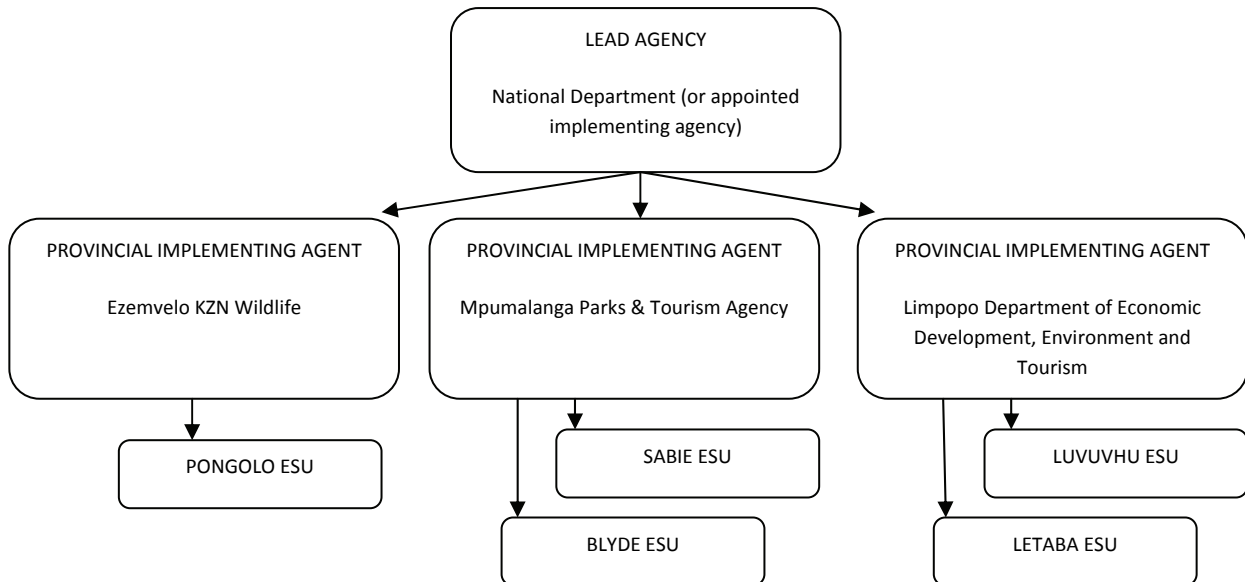 LEAD AGENCY
National Department (or appointed
implementing agency)
PROVINCIAL IMPLEMENTING AGENT
Ezemvelo KZN Wildlife
PROVINCIAL IMPLEMENTING AGENT
Mpumalanga Parks & Tourism Agency
PROVINCIAL IMPLEMENTING AGENT
Limpopo Department of Economic
Development, Environment and
Tourism
PONGOLO ESU
SABIE ESU
LUVUVHU ESU
BLYDE ESU
LETABA ESU